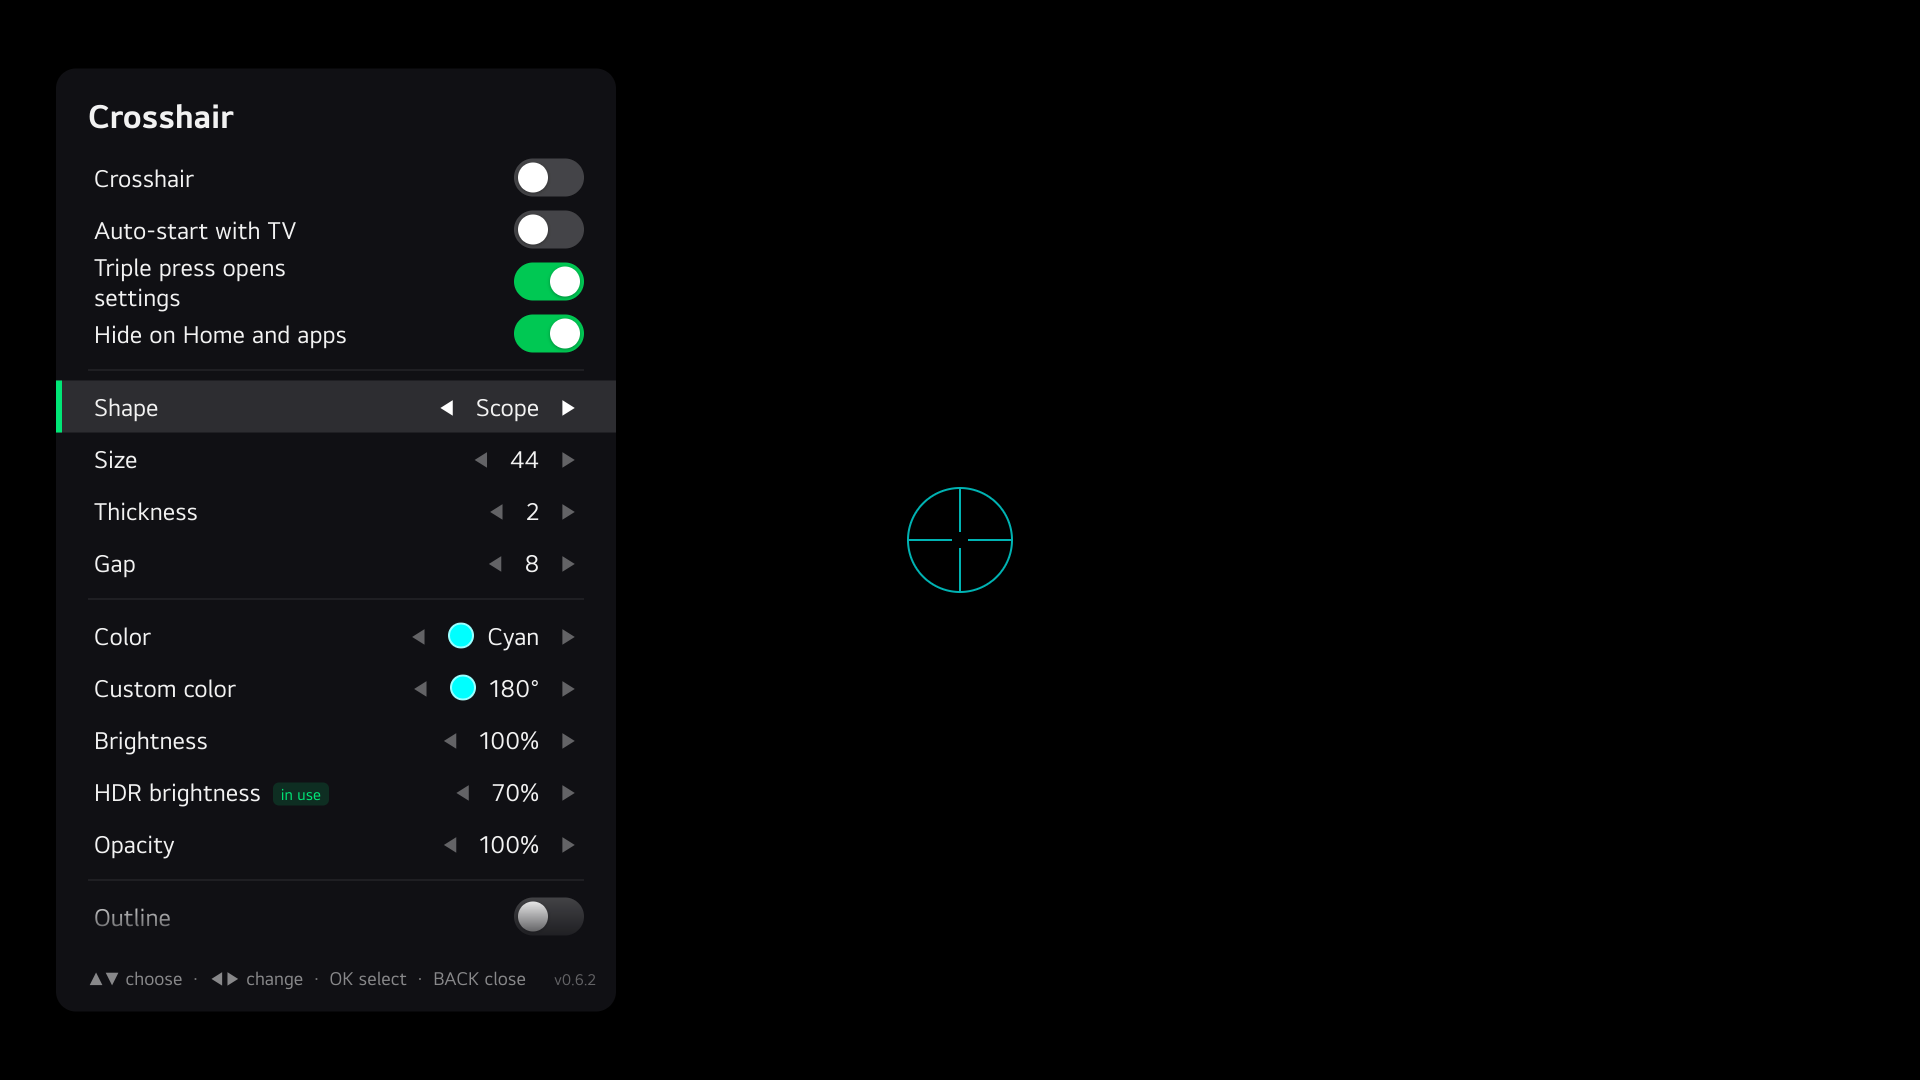 Crosshair
Crosshair
Auto-start with TV
Triple press opens
settings
Hide on Home and apps
Shape ◀ Scope ▶
Size ◀ 44 ▶
Thickness ◀ 2 ▶
Gap ◀ 8 ▶
Color ◀ Cyan ▶
Custom color ◀ 180° ▶
Brightness ◀ 100% ▶
HDR brightness in use ◀ 70% ▶
Opacity ◀ 100% ▶
Outline
▲▼ choose · ◀▶ change · OK select · BACK close v0.6.2